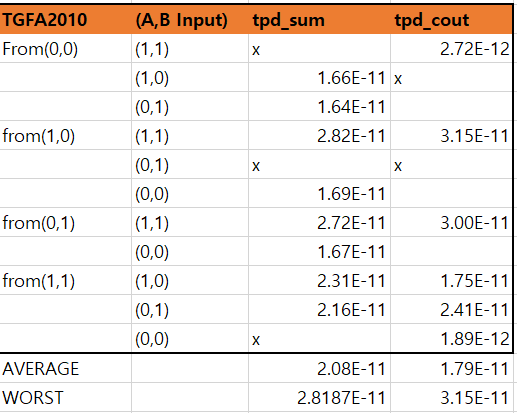 TGFA2010 (A,B Input) tpd_sum tpd_cout
From(0,0) (1,1) x 2.72E-12
(1,0) 1.66E-11 x
(0,1) 1.64E-11
from(1,0) (1,1) 2.82E-11 3.15E-11
(0,1) x x
(0,0) 1.69E-11
from(0,1) (1,1) 2.72E-11 3.00E-11
(0,0) 1.67E-11
from(1,1) (1,0) 2.31E-11 1.75E-11
(0,1) 2.16E-11 2.41E-11
(0,0) x 1.89E-12
AVERAGE 2.08E-11 1.79E-11
WORST 2.8187E-11 3.15E-11